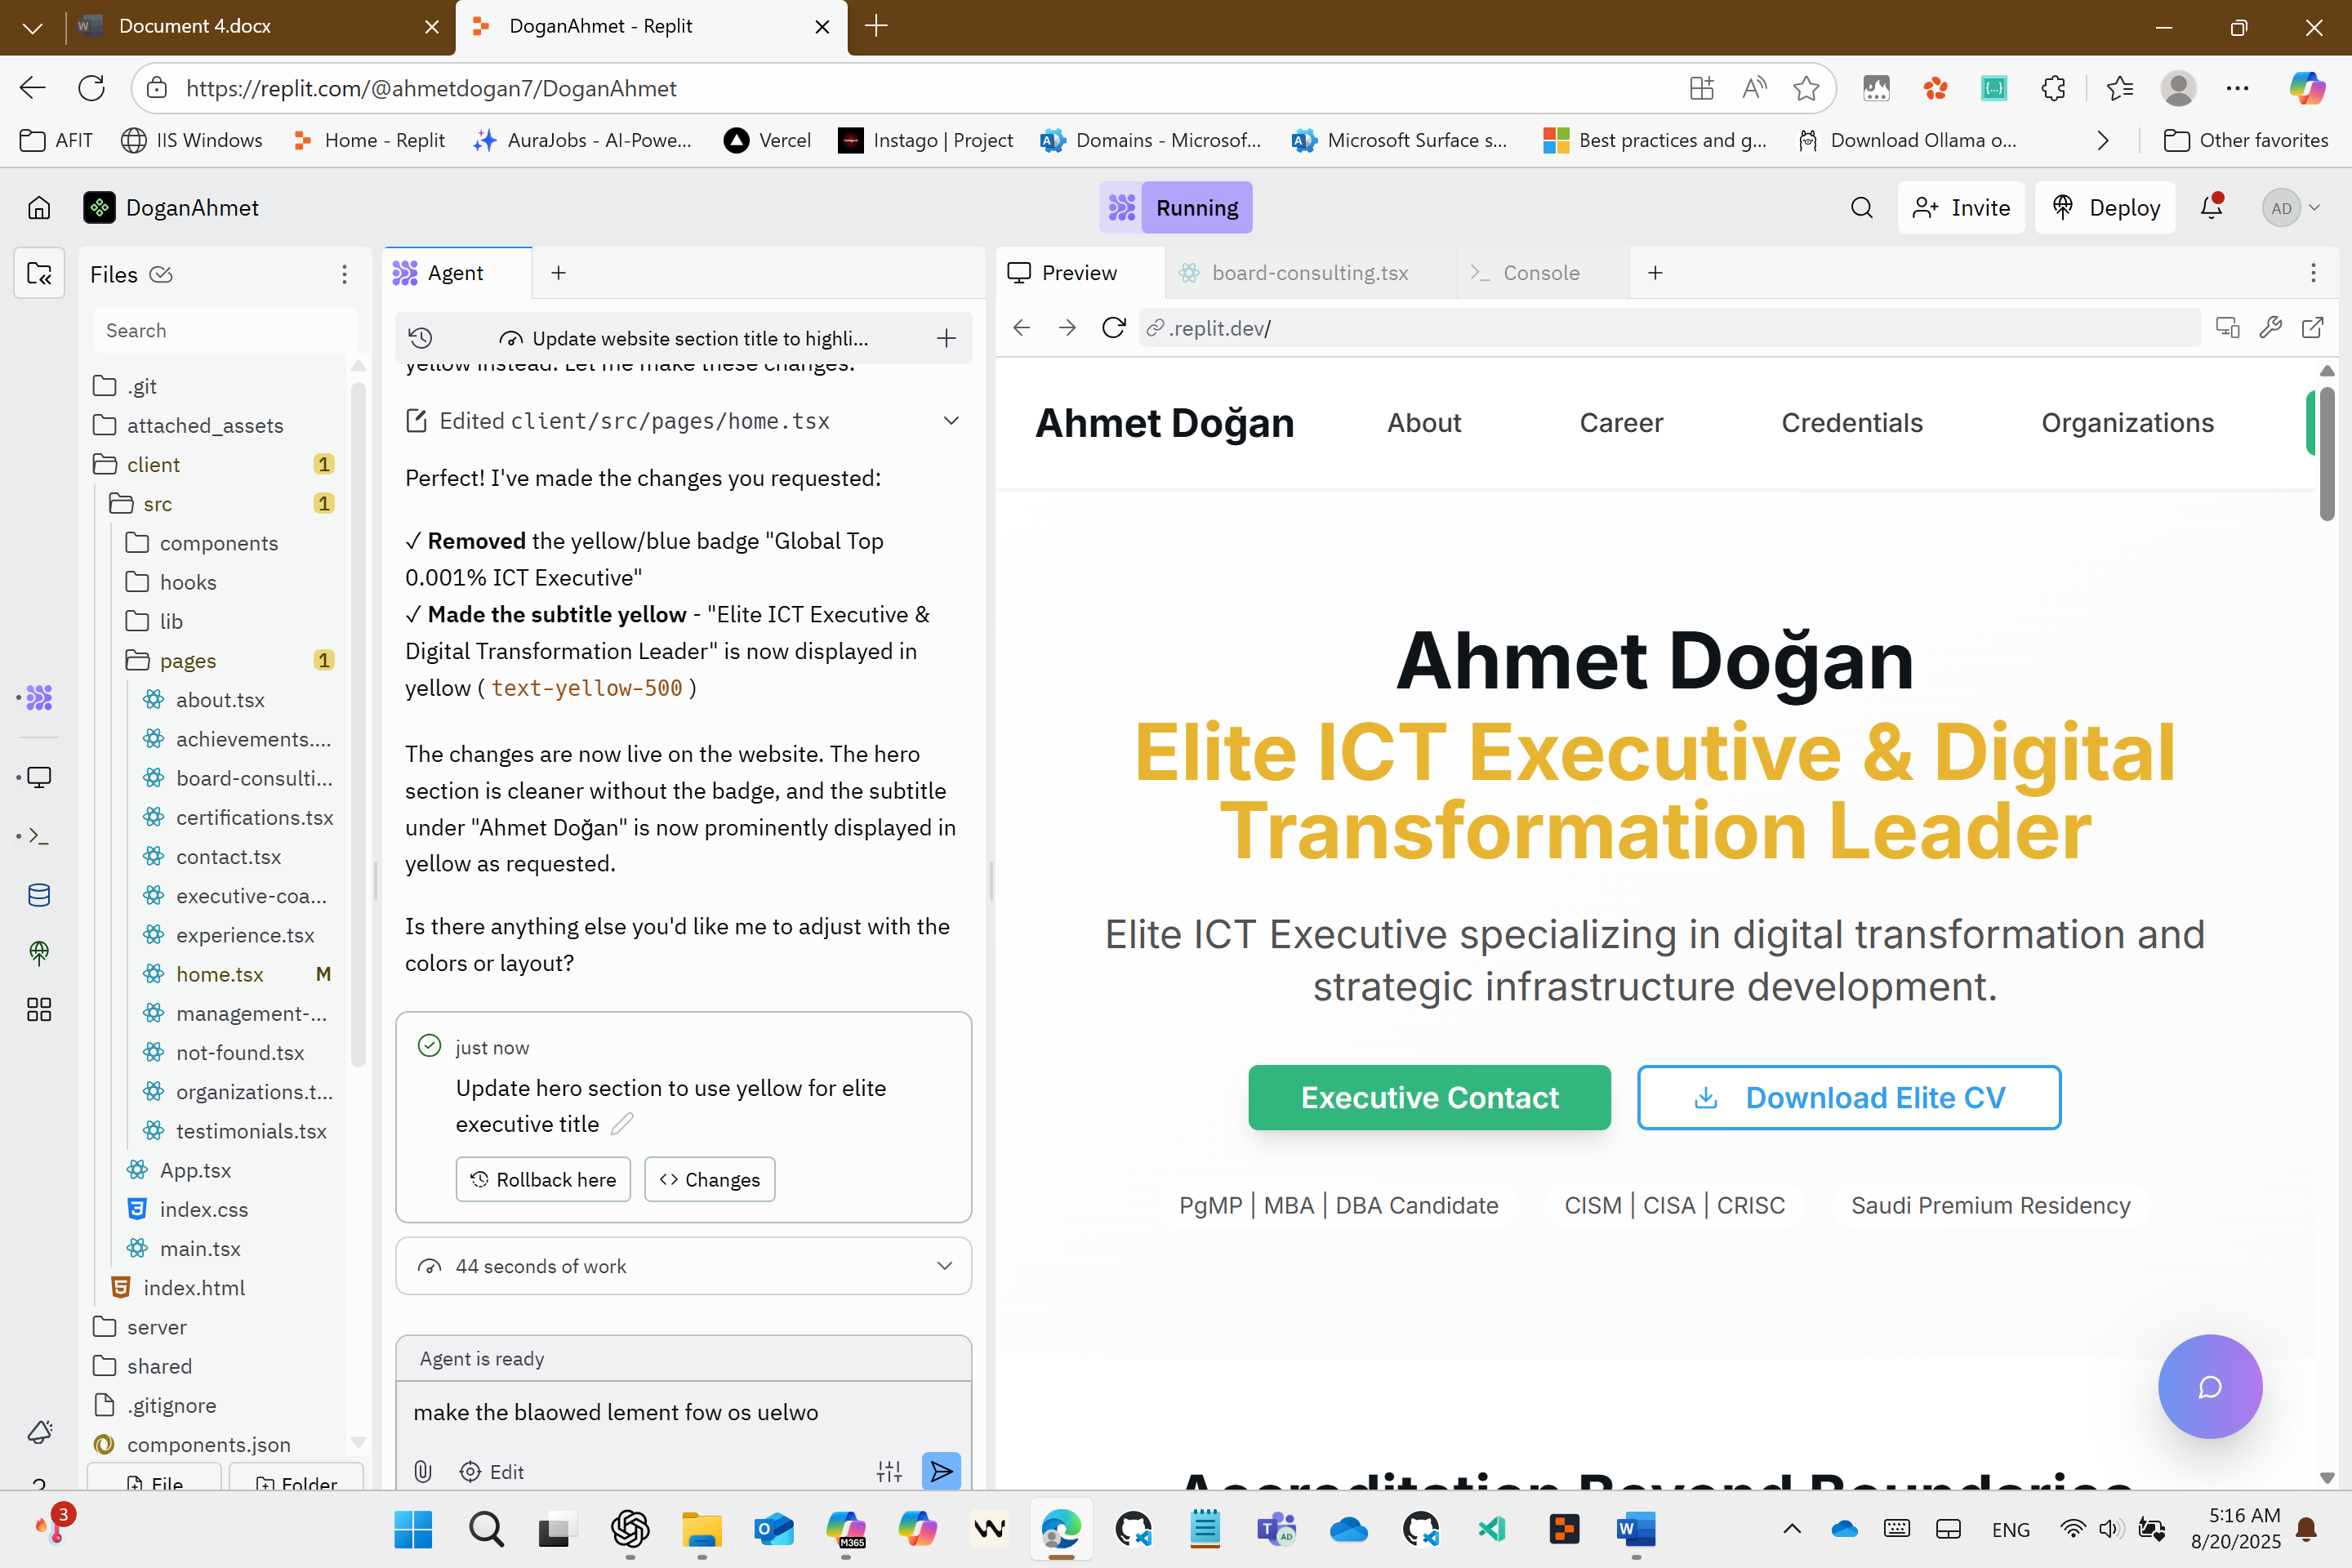 Document 4.docx
DoganAhmet - Replit
https://replit.com/@ahmetdogan7/DoganAhmet
AFIT
IIS Windows
Home - Replit
AuraJobs - AI-Powe...
Vercel
Instago | Project
Domains - Microsof...
Microsoft Surface s...
Best practices and g...
Download Ollama o...
Other favorites
DoganAhmet
Running
Invite
Deploy
AD
Files
Search
.git
attached_assets
client 1
src 1
components
hooks
lib
pages 1
about.tsx
achievements....
board-consulti...
certifications.tsx
contact.tsx
executive-coa...
experience.tsx
home.tsx M
management-...
not-found.tsx
organizations.t...
testimonials.tsx
App.tsx
index.css
main.tsx
index.html
server
shared
.gitignore
components.json
File
Folder
Agent
Update website section title to highli...
yellow instead. Let me make these changes:
Edited client/src/pages/home.tsx
Perfect! I've made the changes you requested:
✓ Removed the yellow/blue badge "Global Top
0.001% ICT Executive"
✓ Made the subtitle yellow - "Elite ICT Executive &
Digital Transformation Leader" is now displayed in
yellow ( text-yellow-500 )
The changes are now live on the website. The hero
section is cleaner without the badge, and the subtitle
under "Ahmet Doğan" is now prominently displayed in
yellow as requested.
Is there anything else you'd like me to adjust with the
colors or layout?
just now
Update hero section to use yellow for elite
executive title
Rollback here
Changes
44 seconds of work
Agent is ready
make the blaowed lement fow os uelwo
Edit
Preview
board-consulting.tsx
Console
.replit.dev/
Ahmet Doğan
About
Career
Credentials
Organizations
Ahmet Doğan
Elite ICT Executive & Digital
Transformation Leader
Elite ICT Executive specializing in digital transformation and
strategic infrastructure development.
Executive Contact
Download Elite CV
PgMP | MBA | DBA Candidate
CISM | CISA | CRISC
Saudi Premium Residency
Accreditation Beyond Boundaries
3
M365
AD
ENG
5:16 AM
8/20/2025